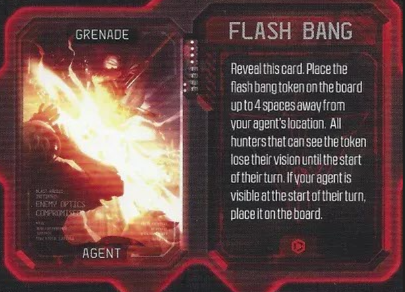 GRENADE
ENEMY OPTICS
COMPROMISED
AGENT
FLASH BANG
Reveal this card. Place the
flash bang token on the board
up to 4 spaces away from
your agent's location. All
hunters that can see the token
lose their vision until the start
of their turn. If your agent is
visible at the start of their turn,
place it on the board.